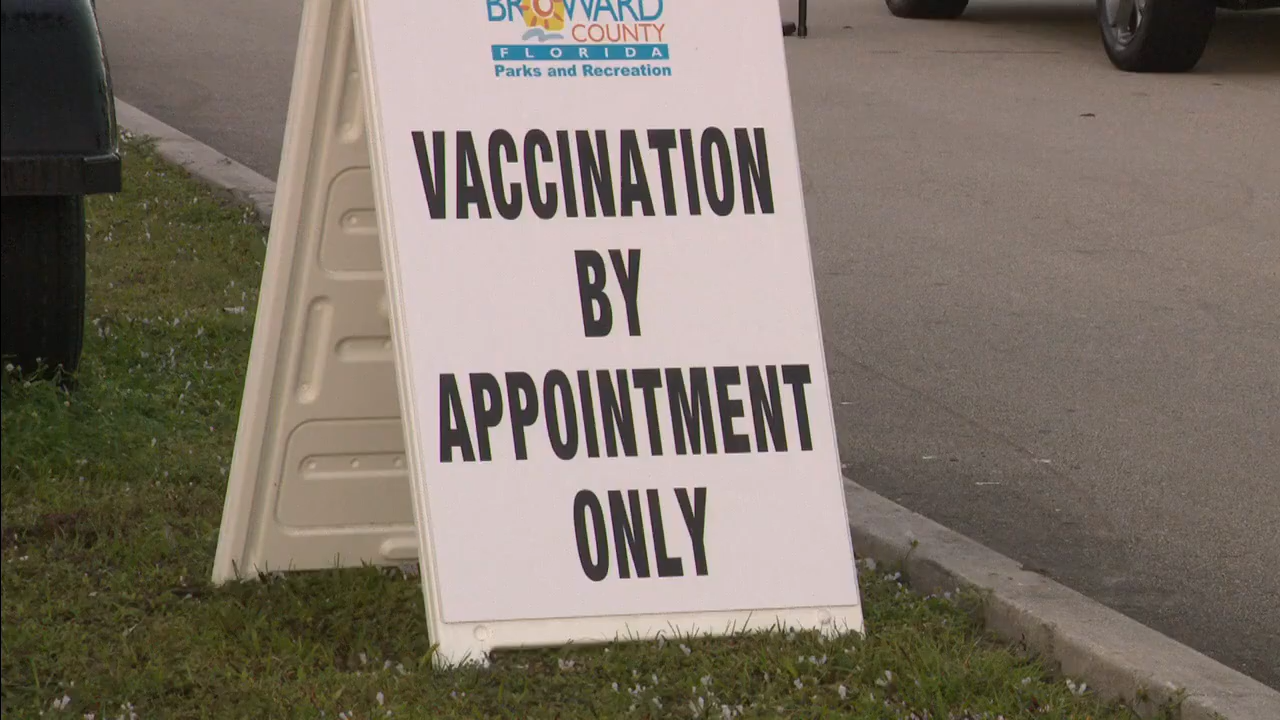 BROWARD
COUNTY
FLORIDA
Parks and Recreation
VACCINATION
BY
APPOINTMENT
ONLY